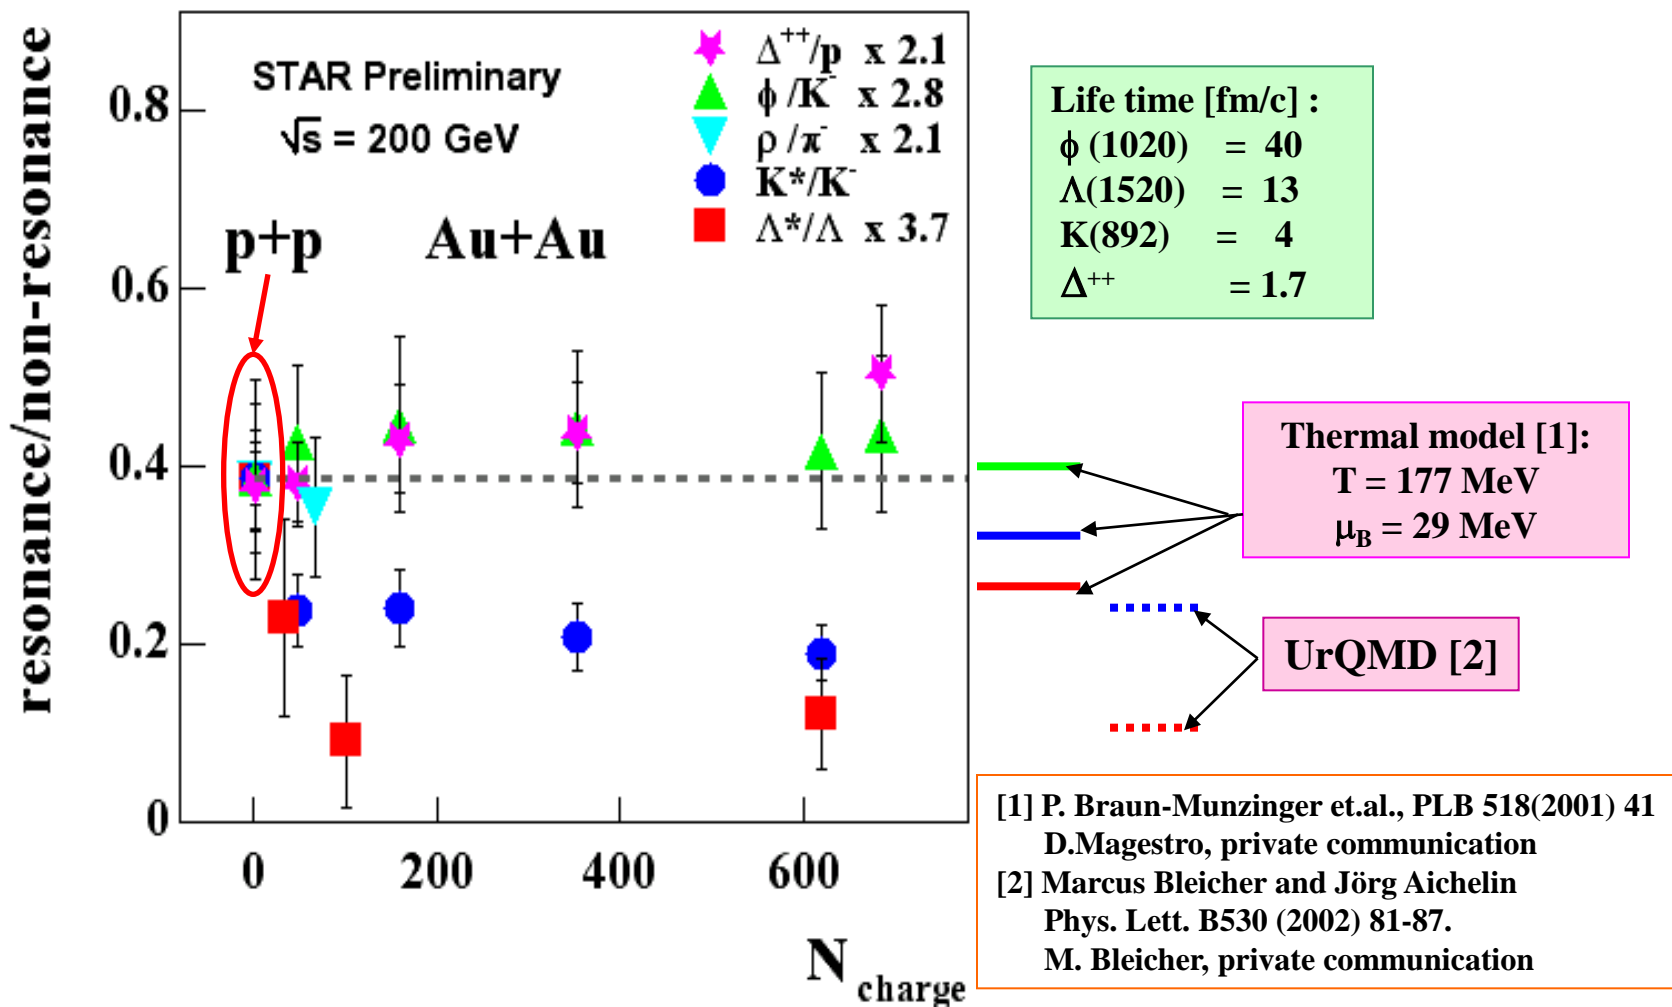 resonance/non-resonance
0.8
0.6
0.4
0.2
0
0 200 400 600
N charge
STAR Preliminary
√s = 200 GeV
p+p Au+Au
Δ⁺⁺/p x 2.1
ϕ/K⁻ x 2.8
ρ/π⁻ x 2.1
K*/K⁻
Λ*/Λ x 3.7
Life time [fm/c] :
ϕ (1020) = 40
Λ(1520) = 13
K(892) = 4
Δ⁺⁺ = 1.7
Thermal model [1]:
T = 177 MeV
μB = 29 MeV
UrQMD [2]
[1] P. Braun-Munzinger et.al., PLB 518(2001) 41
D.Magestro, private communication
[2] Marcus Bleicher and Jörg Aichelin
Phys. Lett. B530 (2002) 81-87.
M. Bleicher, private communication